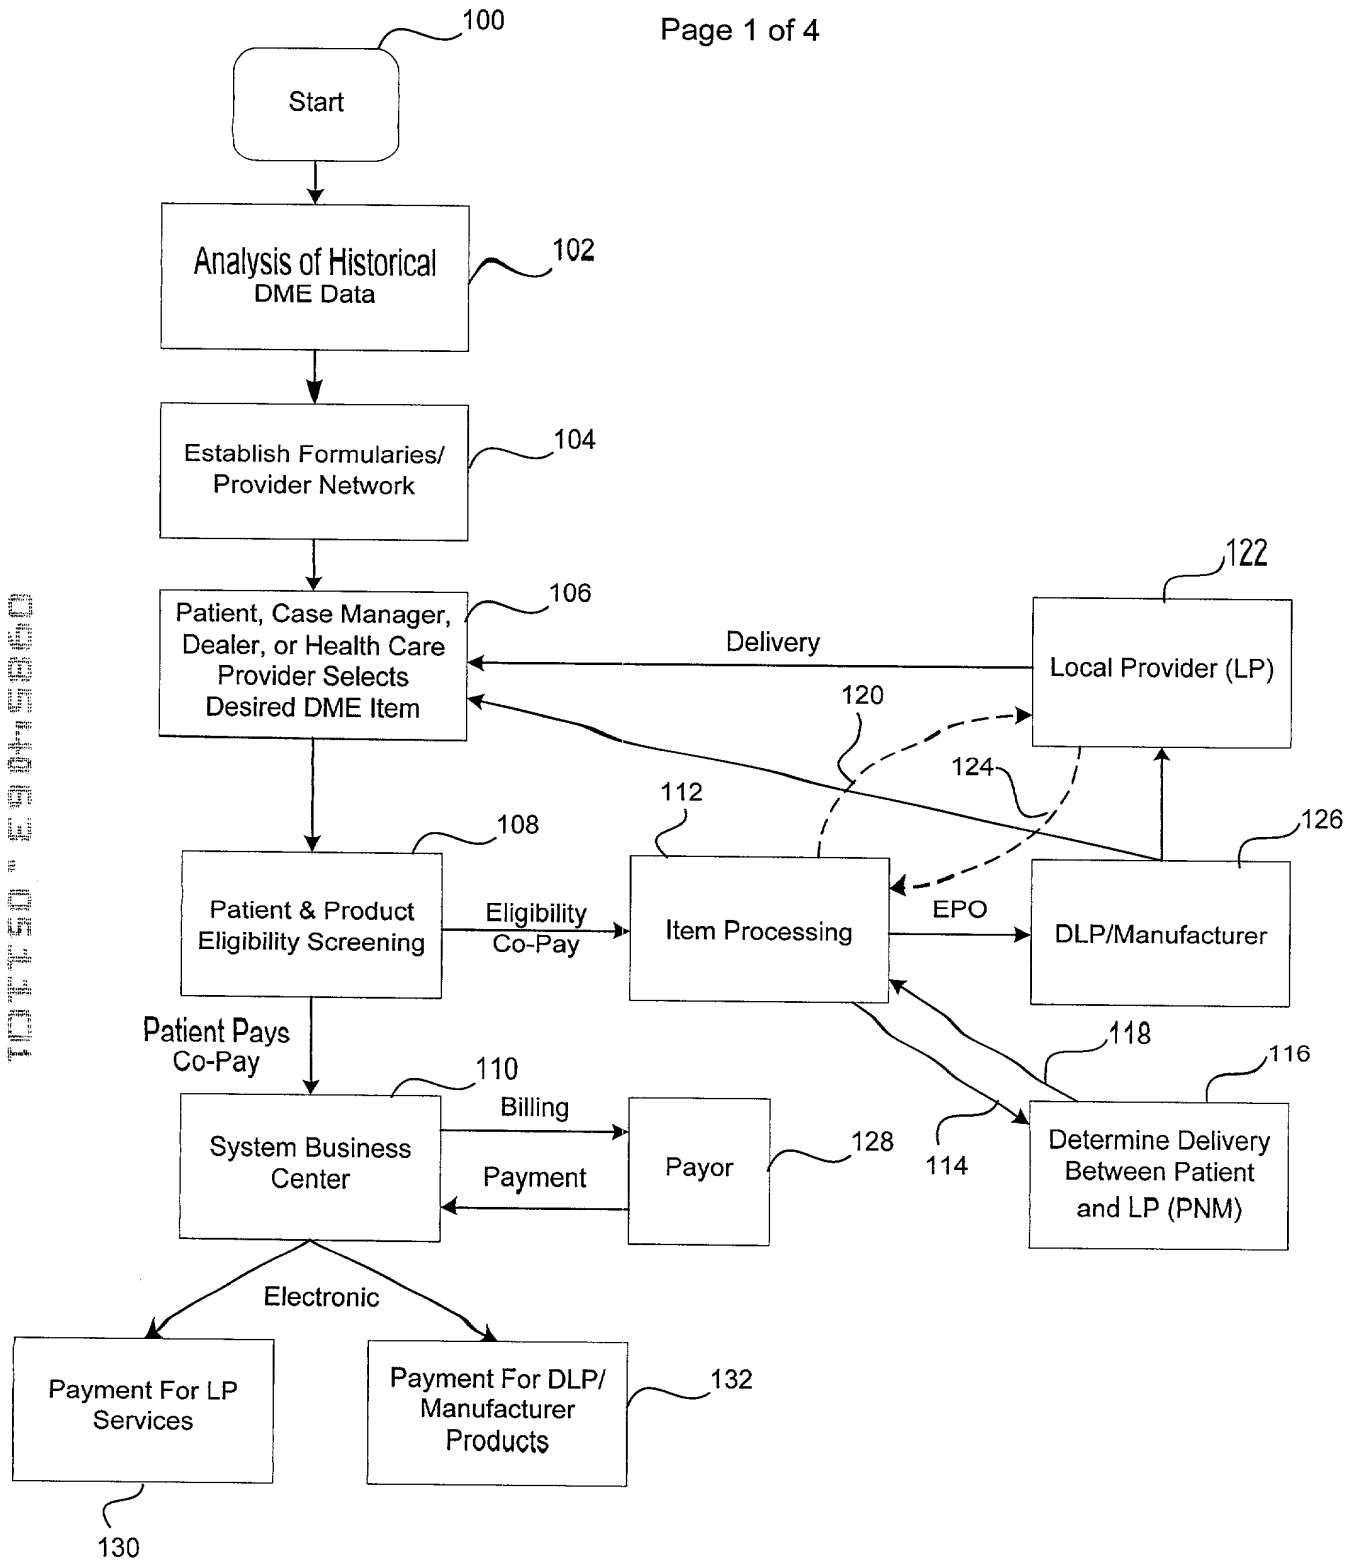 100
Page 1 of 4
Start
Analysis of Historical
DME Data
102
Establish Formularies/
Provider Network
104
Patient, Case Manager,
Dealer, or Health Care
Provider Selects
Desired DME Item
106
Delivery
122
Local Provider (LP)
120
124
112
108
126
Patient & Product
Eligibility Screening
Eligibility
Co-Pay
Item Processing
EPO
DLP/Manufacturer
Patient Pays
Co-Pay
118
116
110
System Business
Center
Billing
Payment
Payor
128
114
Determine Delivery
Between Patient
and LP (PNM)
Electronic
Payment For LP
Services
Payment For DLP/
Manufacturer
Products
132
130